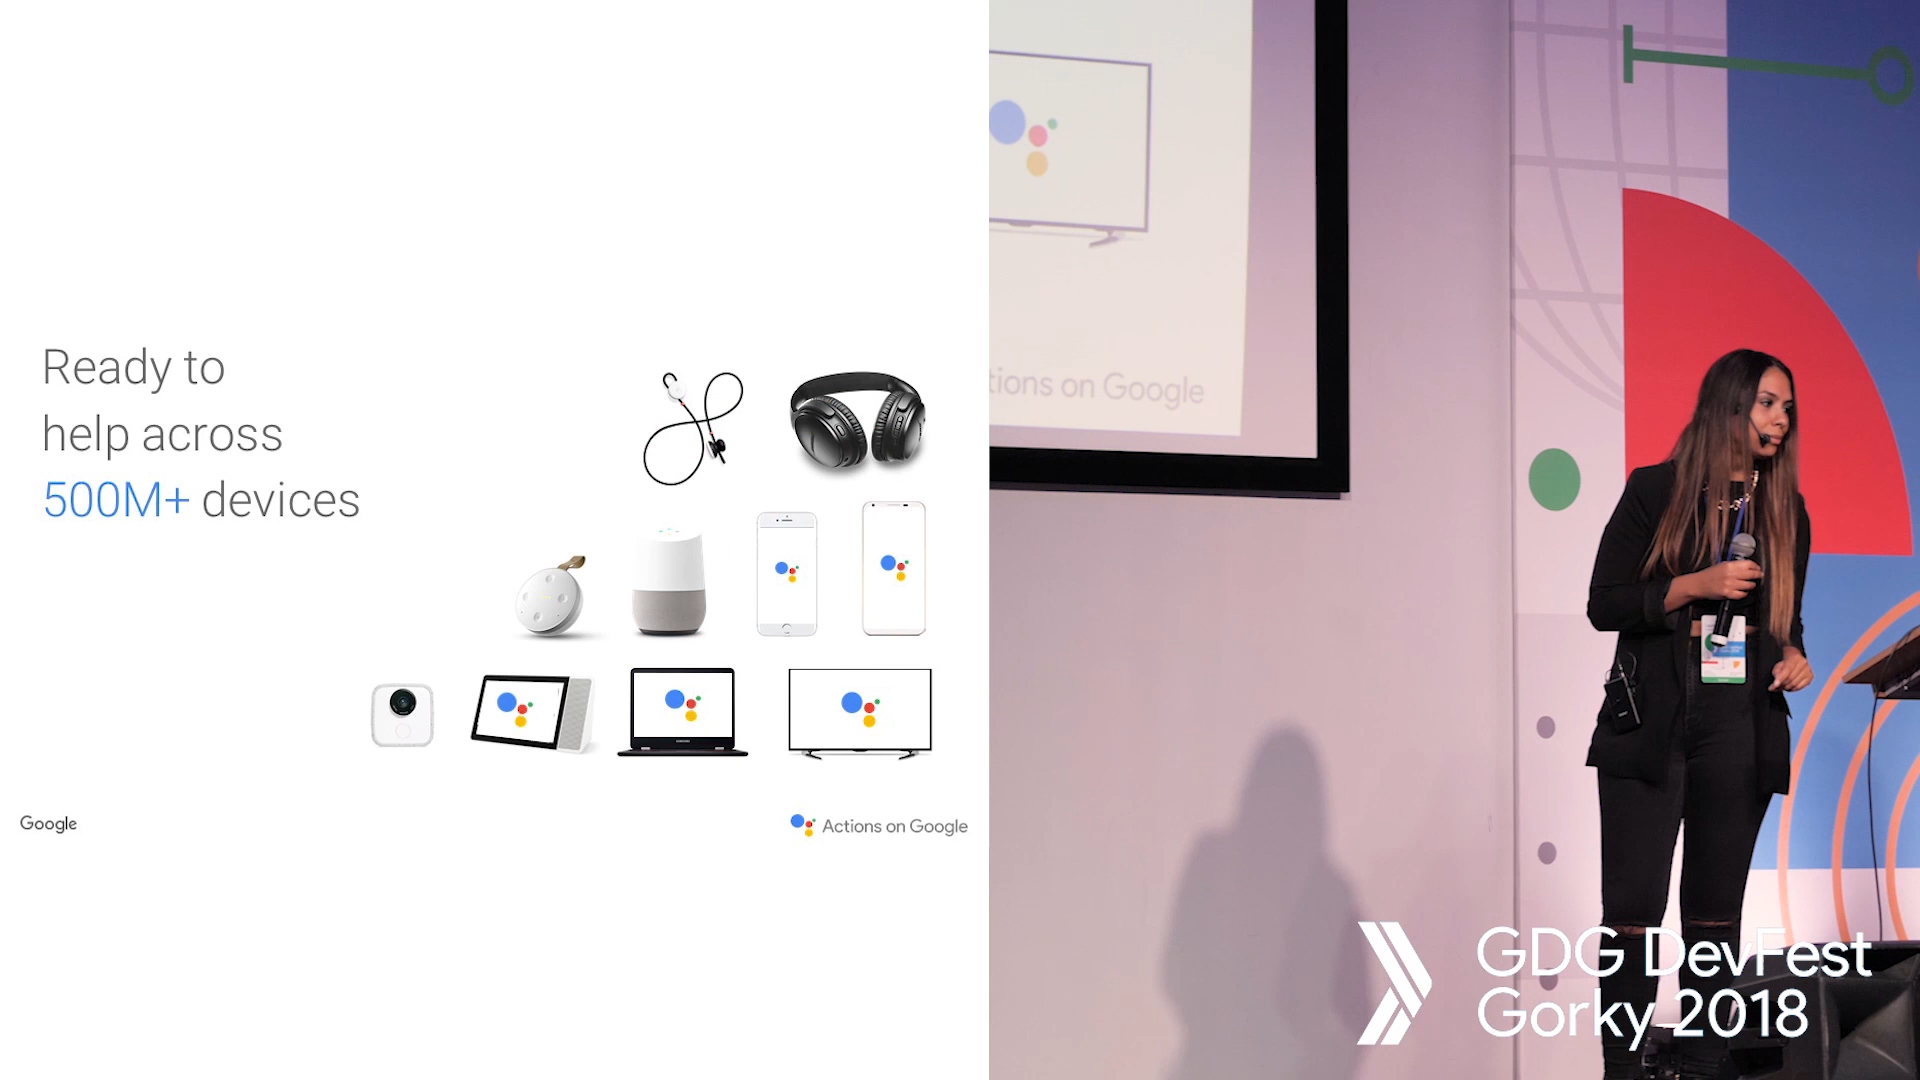 Ready to
help across
500M+ devices
Google
Actions on Google
tions on Google
GDG DevFest
Gorky 2018